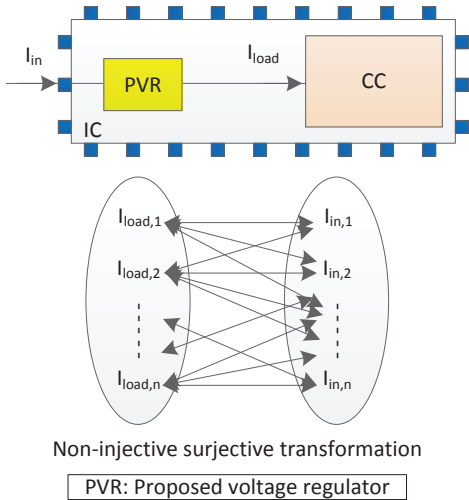 I_in
PVR
I_load
CC
IC
I_load,1
I_in,1
I_load,2
I_in,2
I_load,n
I_in,n
Non-injective surjective transformation
PVR: Proposed voltage regulator